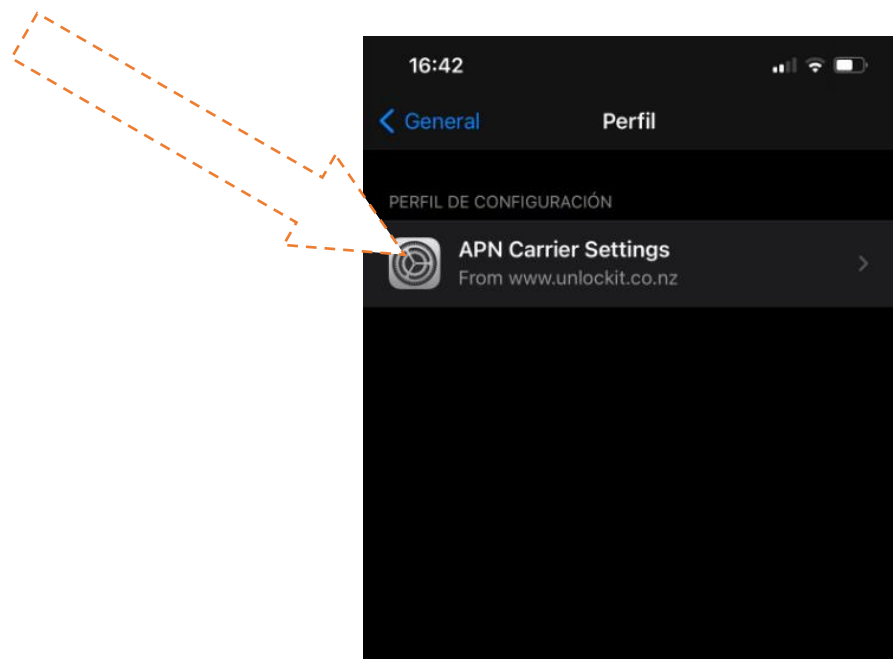 16:42
General Perfil
PERFIL DE CONFIGURACIÓN
APN Carrier Settings
From www.unlockit.co.nz